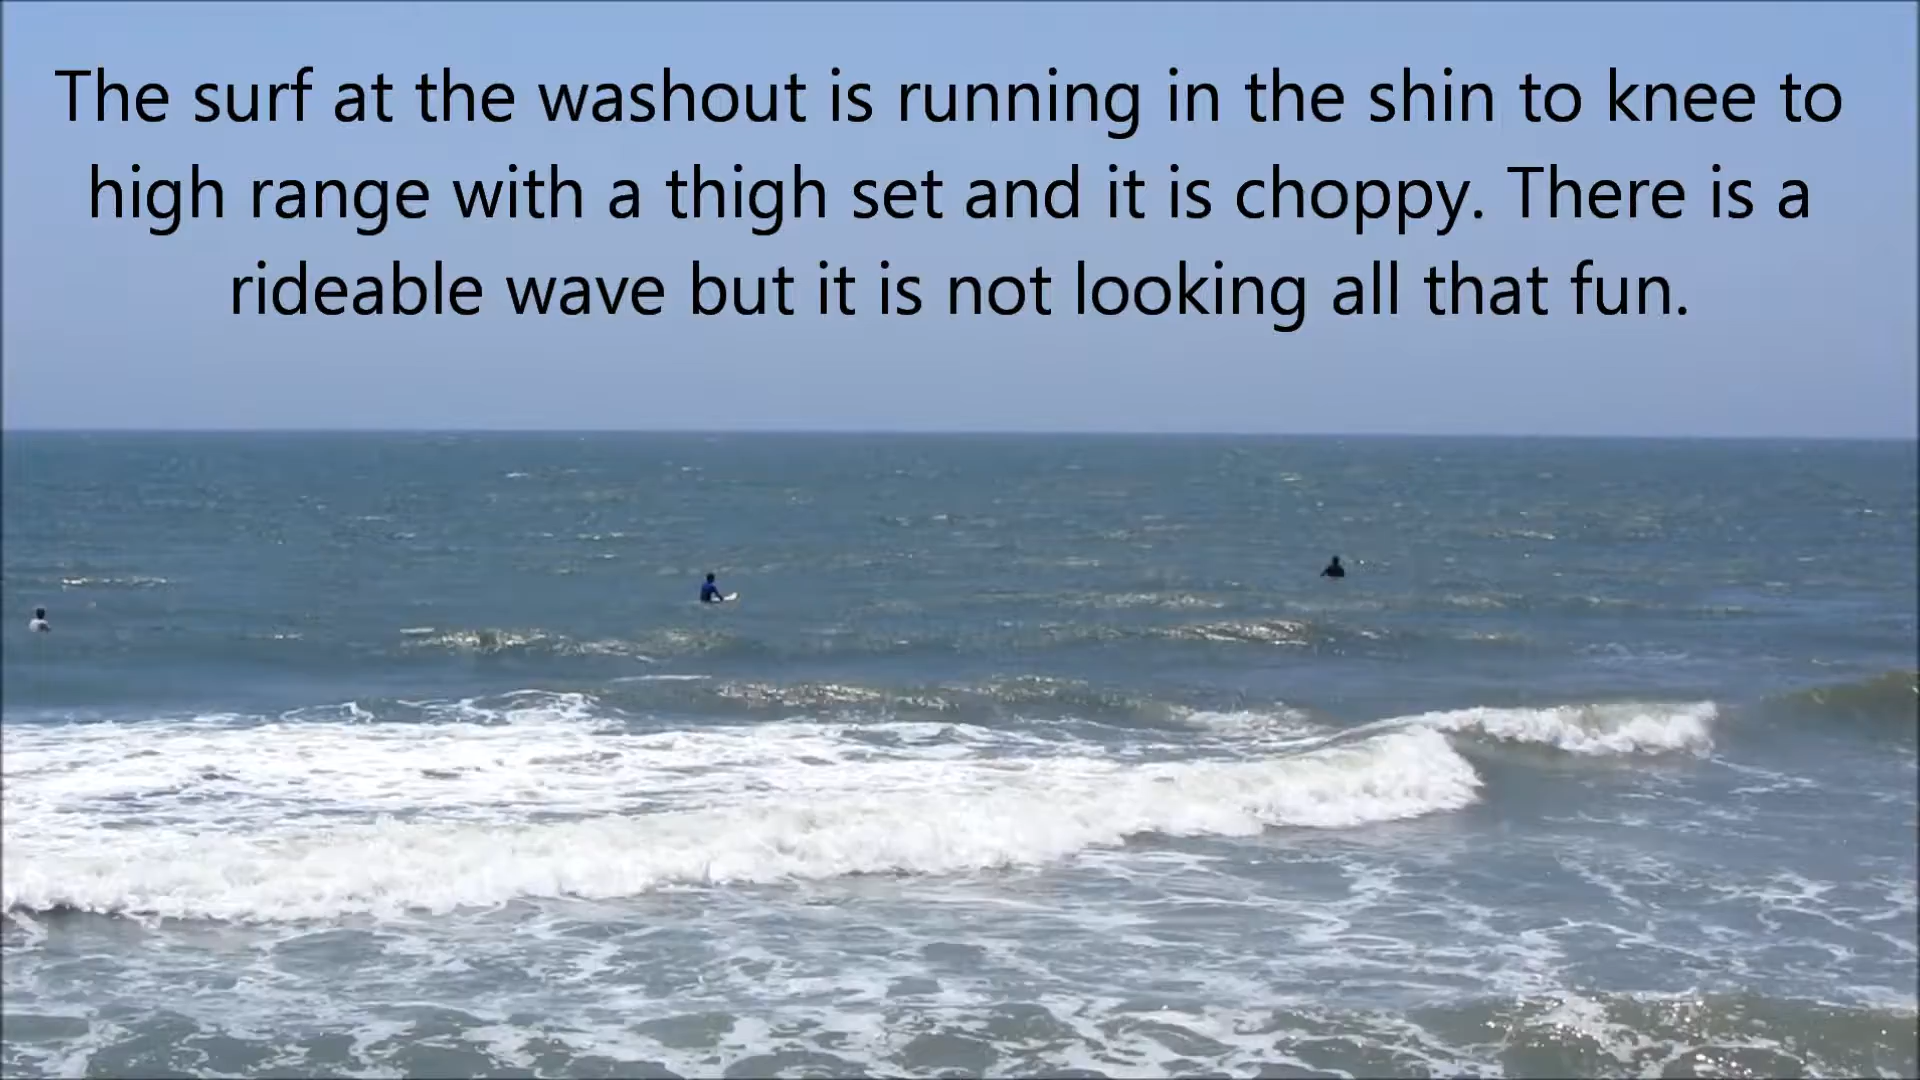 The surf at the washout is running in the shin to knee to
high range with a thigh set and it is choppy. There is a
rideable wave but it is not looking all that fun.